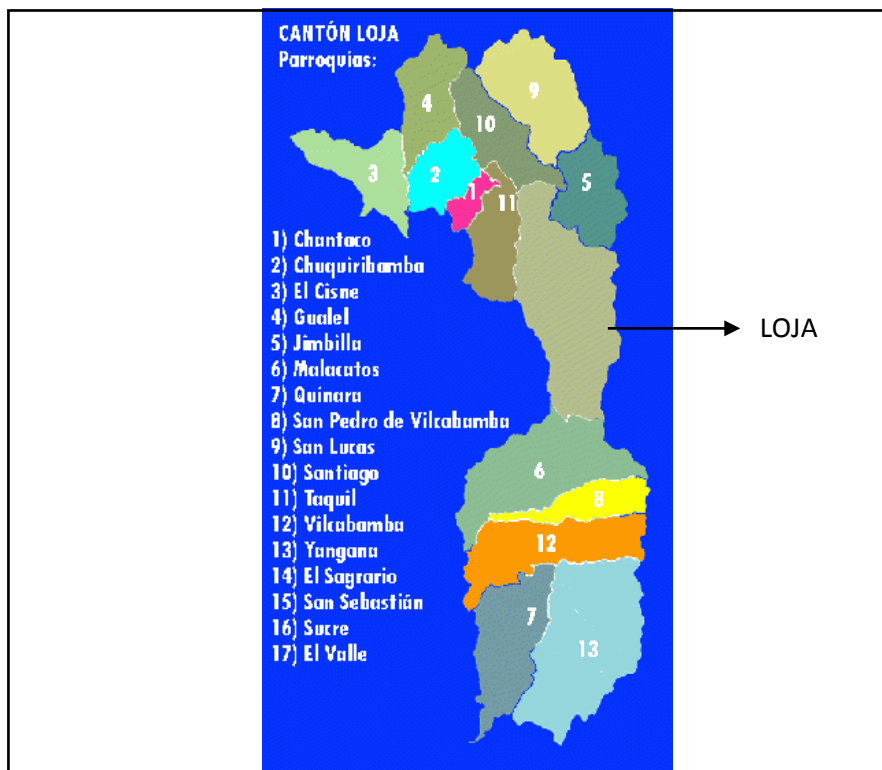 CANTÓN LOJA
Parroquias:
4
9
10
3
2
1
5
11
1) Chantaco
2) Chuquiribamba
3) El Cisne
4) Gualel
5) Jimbilla
6) Malacatos
7) Quinara
8) San Pedro de Vilcabamba
9) San Lucas
10) Santiago
11) Taquil
12) Vilcabamba
13) Yangana
14) El Sagrario
15) San Sebastián
16) Sucre
17) El Valle
LOJA
6
8
12
7
13